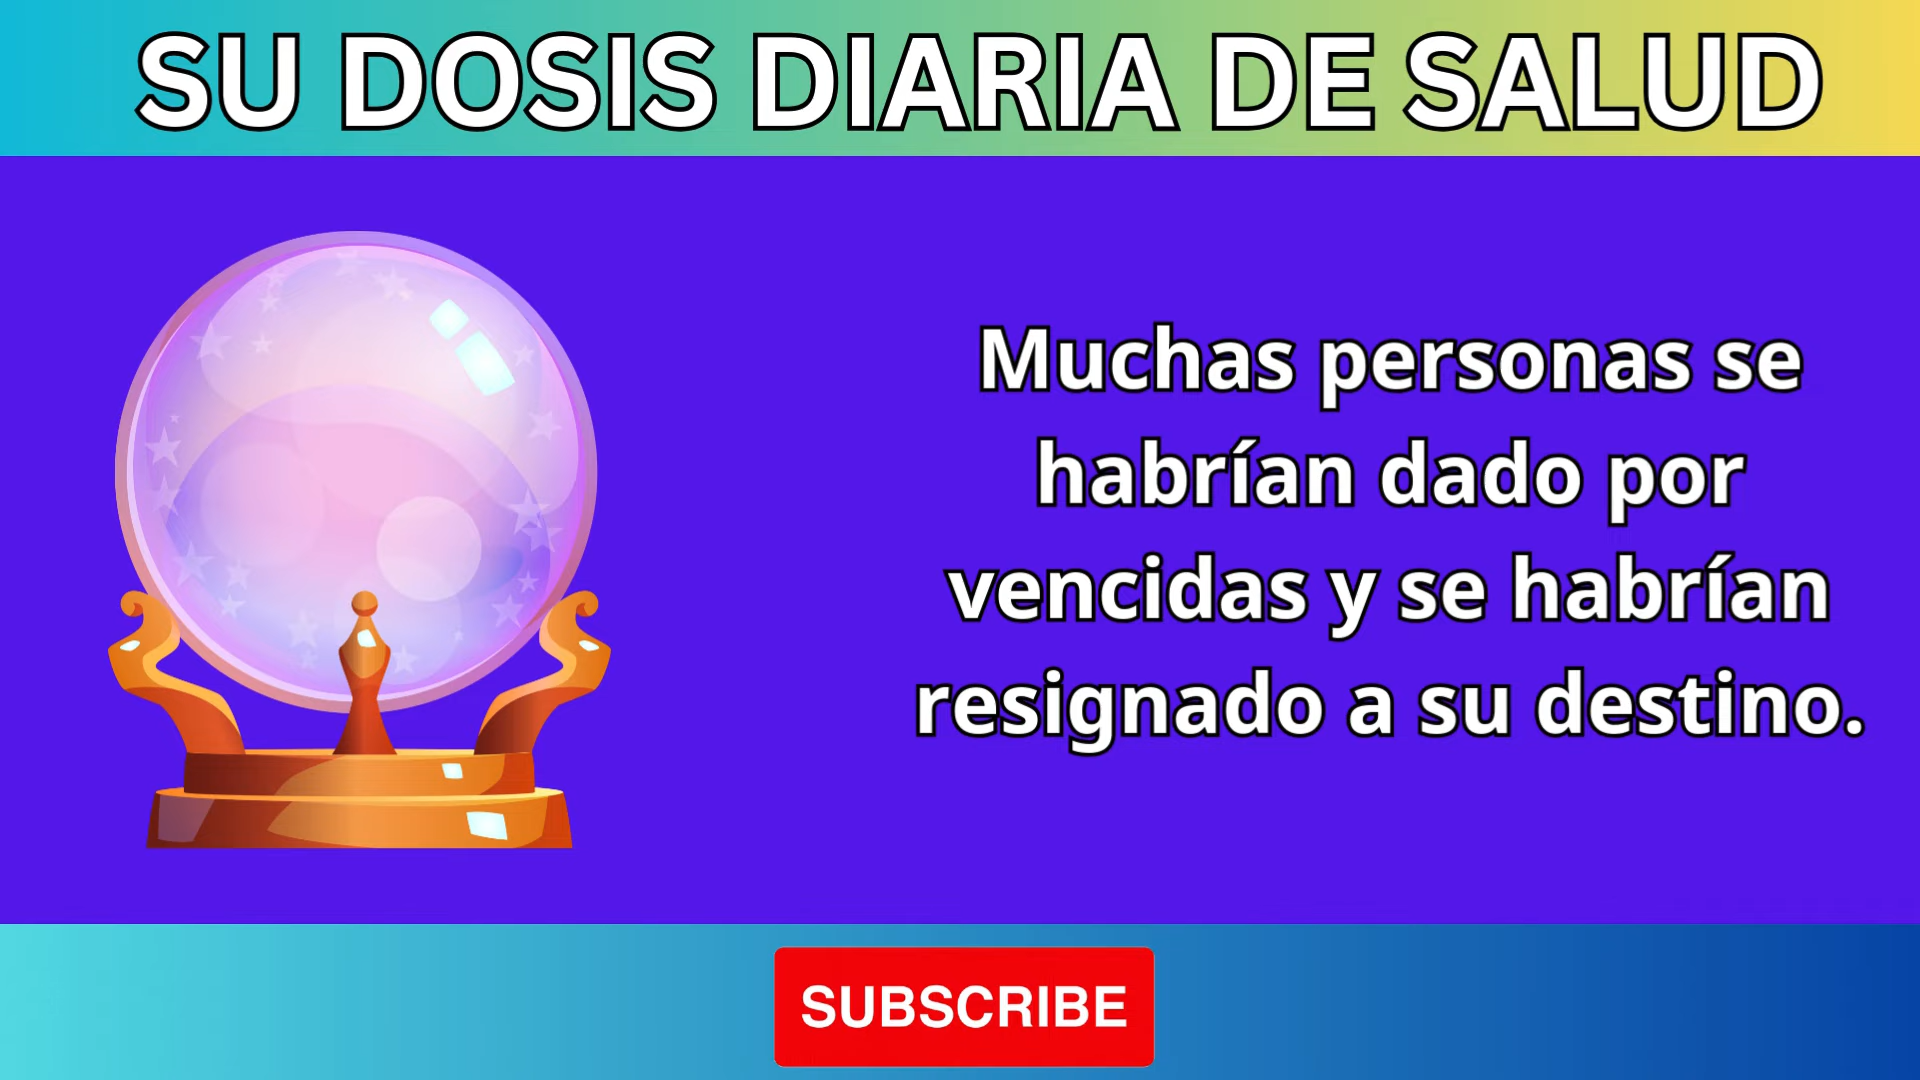 SU DOSIS DIARIA DE SALUD
Muchas personas se
habrían dado por
vencidas y se habrían
resignado a su destino.
SUBSCRIBE